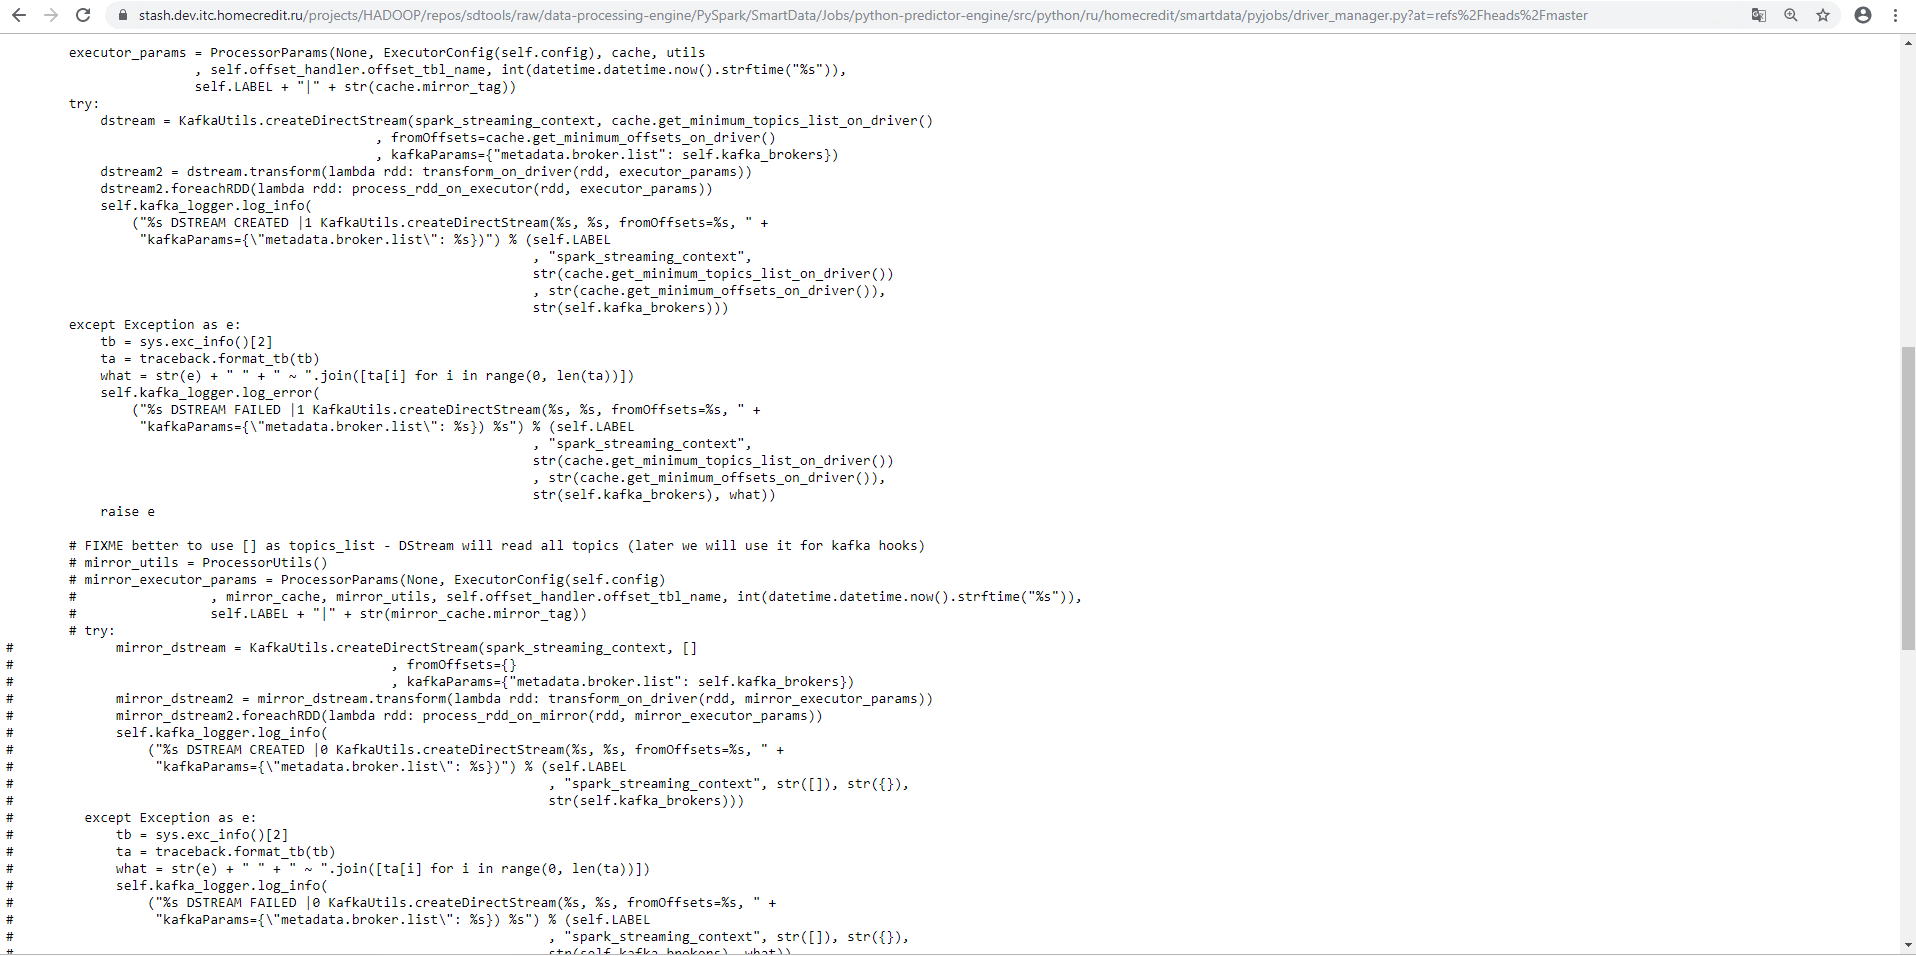 stash.dev.itc.homecredit.ru/projects/HADOOP/repos/sdtools/raw/data-processing-engine/PySpark/SmartData/Jobs/python-predictor-engine/src/python/ru/homecredit/smartdata/pyjobs/driver_manager.py?at=refs%2Fheads%2Fmaster
executor_params = ProcessorParams(None, ExecutorConfig(self.config), cache, utils
, self.offset_handler.offset_tbl_name, int(datetime.datetime.now().strftime("%s")),
self.LABEL + "|" + str(cache.mirror_tag))
try:
dstream = KafkaUtils.createDirectStream(spark_streaming_context, cache.get_minimum_topics_list_on_driver()
, fromOffsets=cache.get_minimum_offsets_on_driver()
, kafkaParams={"metadata.broker.list": self.kafka_brokers})
dstream2 = dstream.transform(lambda rdd: transform_on_driver(rdd, executor_params))
dstream2.foreachRDD(lambda rdd: process_rdd_on_executor(rdd, executor_params))
self.kafka_logger.log_info(
("%s DSTREAM CREATED |1 KafkaUtils.createDirectStream(%s, %s, fromOffsets=%s, " +
"kafkaParams={\"metadata.broker.list\": %s})") % (self.LABEL
, "spark_streaming_context",
str(cache.get_minimum_topics_list_on_driver())
, str(cache.get_minimum_offsets_on_driver()),
str(self.kafka_brokers)))
except Exception as e:
tb = sys.exc_info()[2]
ta = traceback.format_tb(tb)
what = str(e) + " " + " ~ ".join([ta[i] for i in range(0, len(ta))])
self.kafka_logger.log_error(
("%s DSTREAM FAILED |1 KafkaUtils.createDirectStream(%s, %s, fromOffsets=%s, " +
"kafkaParams={\"metadata.broker.list\": %s}) %s") % (self.LABEL
, "spark_streaming_context",
str(cache.get_minimum_topics_list_on_driver())
, str(cache.get_minimum_offsets_on_driver()),
str(self.kafka_brokers), what))
raise e
# FIXME better to use [] as topics_list - DStream will read all topics (later we will use it for kafka hooks)
# mirror_utils = ProcessorUtils()
# mirror_executor_params = ProcessorParams(None, ExecutorConfig(self.config)
# , mirror_cache, mirror_utils, self.offset_handler.offset_tbl_name, int(datetime.datetime.now().strftime("%s")),
# self.LABEL + "|" + str(mirror_cache.mirror_tag))
# try:
# mirror_dstream = KafkaUtils.createDirectStream(spark_streaming_context, []
# , fromOffsets={}
# , kafkaParams={"metadata.broker.list": self.kafka_brokers})
# mirror_dstream2 = mirror_dstream.transform(lambda rdd: transform_on_driver(rdd, mirror_executor_params))
# mirror_dstream2.foreachRDD(lambda rdd: process_rdd_on_mirror(rdd, mirror_executor_params))
# self.kafka_logger.log_info(
# ("%s DSTREAM CREATED |0 KafkaUtils.createDirectStream(%s, %s, fromOffsets=%s, " +
# "kafkaParams={\"metadata.broker.list\": %s})") % (self.LABEL
# , "spark_streaming_context", str([]), str({}),
# str(self.kafka_brokers)))
# except Exception as e:
# tb = sys.exc_info()[2]
# ta = traceback.format_tb(tb)
# what = str(e) + " " + " ~ ".join([ta[i] for i in range(0, len(ta))])
# self.kafka_logger.log_info(
# ("%s DSTREAM FAILED |0 KafkaUtils.createDirectStream(%s, %s, fromOffsets=%s, " +
# "kafkaParams={\"metadata.broker.list\": %s}) %s") % (self.LABEL
# , "spark_streaming_context", str([]), str({}),
# str(self.kafka_brokers), what))